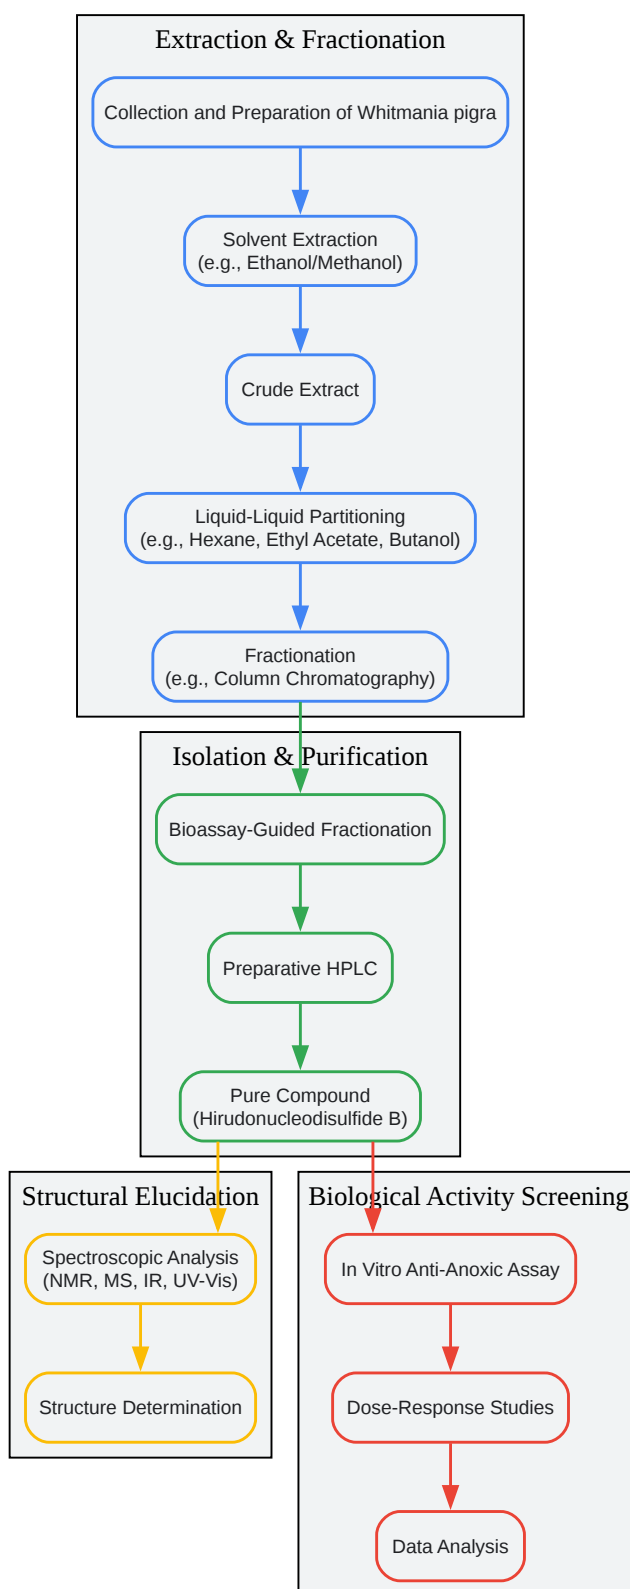 Extraction & Fractionation
Collection and Preparation of Whitmania pigra
Solvent Extraction
(e.g., Ethanol/Methanol)
Crude Extract
Liquid-Liquid Partitioning
(e.g., Hexane, Ethyl Acetate, Butanol)
Fractionation
(e.g., Column Chromatography)
Isolation & Purification
Bioassay-Guided Fractionation
Preparative HPLC
Pure Compound
(Hirudonucleodisulfide B)
Structural Elucidation
Spectroscopic Analysis
(NMR, MS, IR, UV-Vis)
Structure Determination
Biological Activity Screening
In Vitro Anti-Anoxic Assay
Dose-Response Studies
Data Analysis